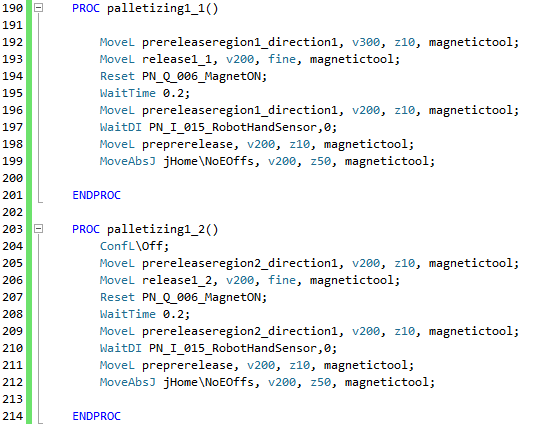 190 PROC palletizing1_1()
191
192 MoveL prereleaseregion1_direction1, v300, z10, magnetictool;
193 MoveL release1_1, v200, fine, magnetictool;
194 Reset PN_Q_006_MagnetON;
195 WaitTime 0.2;
196 MoveL prereleaseregion1_direction1, v200, z10, magnetictool;
197 WaitDI PN_I_015_RobotHandSensor,0;
198 MoveL preprerelease, v200, z10, magnetictool;
199 MoveAbsJ jHome\NoEOffs, v200, z50, magnetictool;
200
201 ENDPROC
202
203 PROC palletizing1_2()
204 ConfL\Off;
205 MoveL prereleaseregion2_direction1, v200, z10, magnetictool;
206 MoveL release1_2, v200, fine, magnetictool;
207 Reset PN_Q_006_MagnetON;
208 WaitTime 0.2;
209 MoveL prereleaseregion2_direction1, v200, z10, magnetictool;
210 WaitDI PN_I_015_RobotHandSensor,0;
211 MoveL preprerelease, v200, z10, magnetictool;
212 MoveAbsJ jHome\NoEOffs, v200, z50, magnetictool;
213
214 ENDPROC